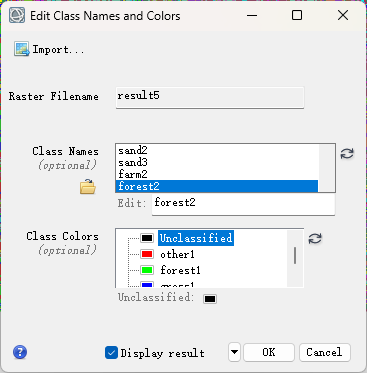 Edit Class Names and Colors
Import...
Raster Filename result5
Class Names
(optional)
sand2
sand3
farm2
forest2
Edit: forest2
Class Colors
(optional)
Unclassified
other1
forest1
Unclassified:
Display result
OK
Cancel